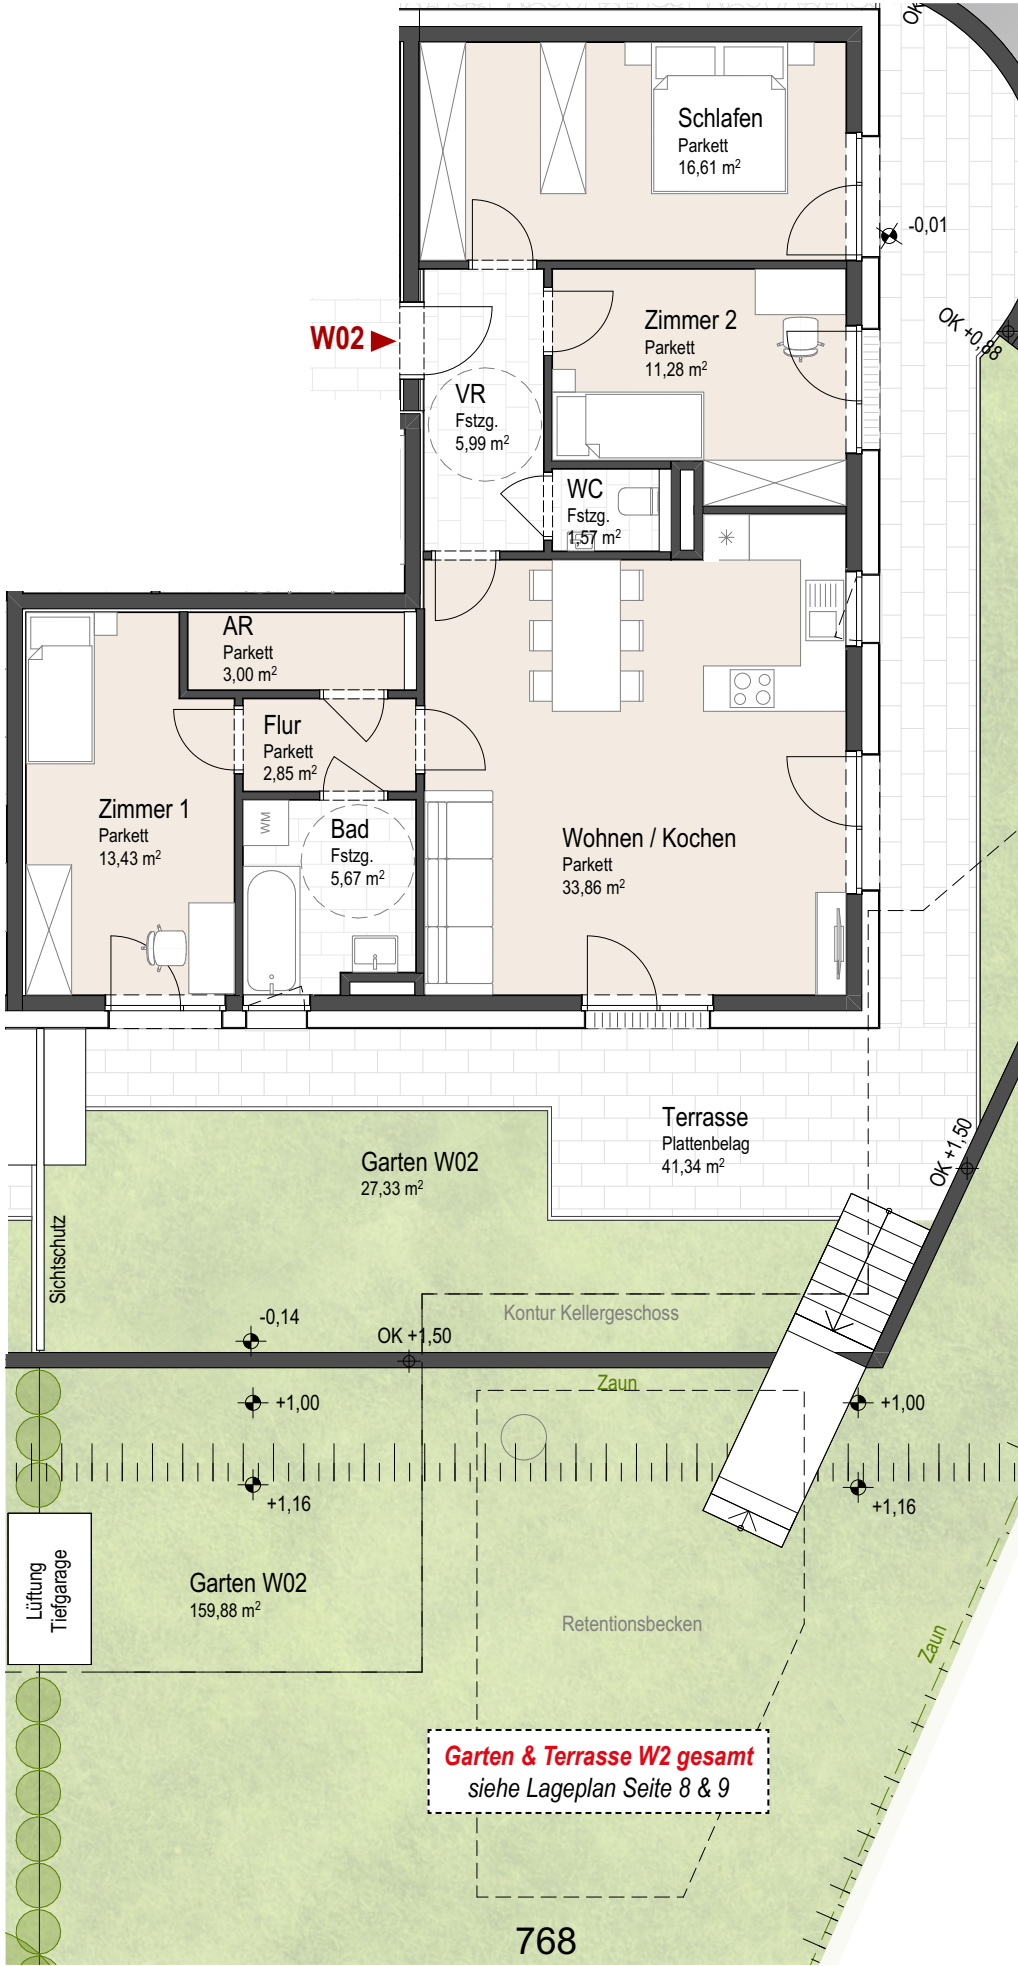 OK
Schlafen
Parkett
16,61 m²
-0,01
W02
Zimmer 2
Parkett
11,28 m²
OK +0,88
VR
Fstzg.
5,99 m²
WC
Fstzg.
1,57 m²
AR
Parkett
3,00 m²
Flur
Parkett
2,85 m²
Zimmer 1
Parkett
13,43 m²
WM
Bad
Fstzg.
5,67 m²
Wohnen / Kochen
Parkett
33,86 m²
Terrasse
Plattenbelag
41,34 m²
OK +1,50
Garten W02
27,33 m²
Sichtschutz
Kontur Kellergeschoss
-0,14
OK +1,50
Zaun
+1,00
+1,00
+1,16
+1,16
Lüftung
Tiefgarage
Garten W02
159,88 m²
Retentionsbecken
Zaun
Garten & Terrasse W2 gesamt
siehe Lageplan Seite 8 & 9
768